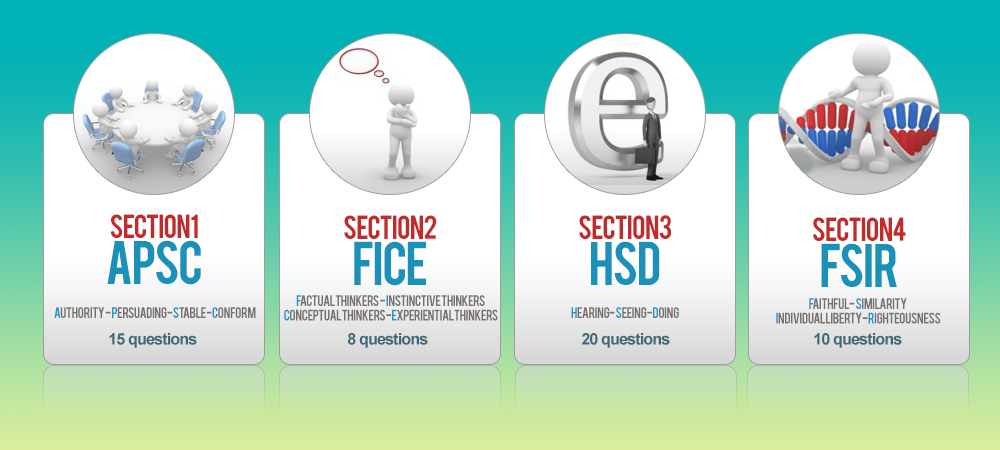 SECTION1
APSC
AUTHORITY-PERSUADING-STABLE-CONFORM
15 questions
SECTION2
FICE
FACTUAL THINKERS-INSTINCTIVE THINKERS
CONCEPTUAL THINKERS-EXPERIENTIAL THINKERS
8 questions
SECTION3
HSD
HEARING-SEEING-DOING
20 questions
SECTION4
FSIR
FAITHFUL-SIMILARITY
INDIVIDUAL LIBERTY-RIGHTEOUSNESS
10 questions